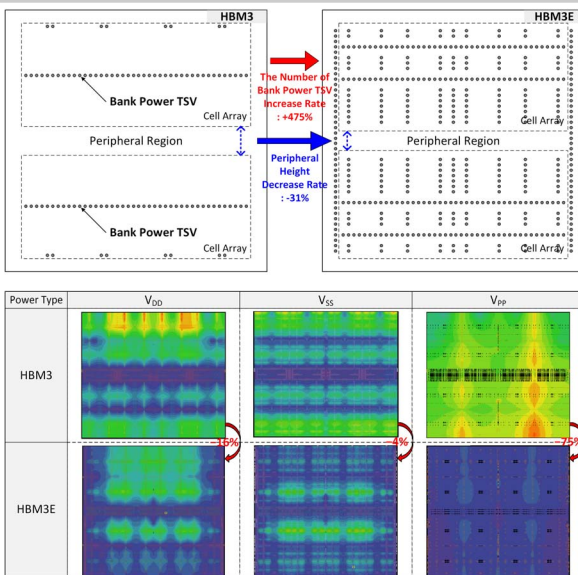 HBM3
HBM3E
The Number of
Bank Power TSV
Increase Rate
: +475%
Bank Power TSV
Cell Array
Cell Array
Peripheral Region
Peripheral Region
Peripheral
Height
Decrease Rate
: -31%
Bank Power TSV
Cell Array
Cell Array
Power Type
VDD
VSS
VPP
HBM3
-16%
-4%
-75%
HBM3E